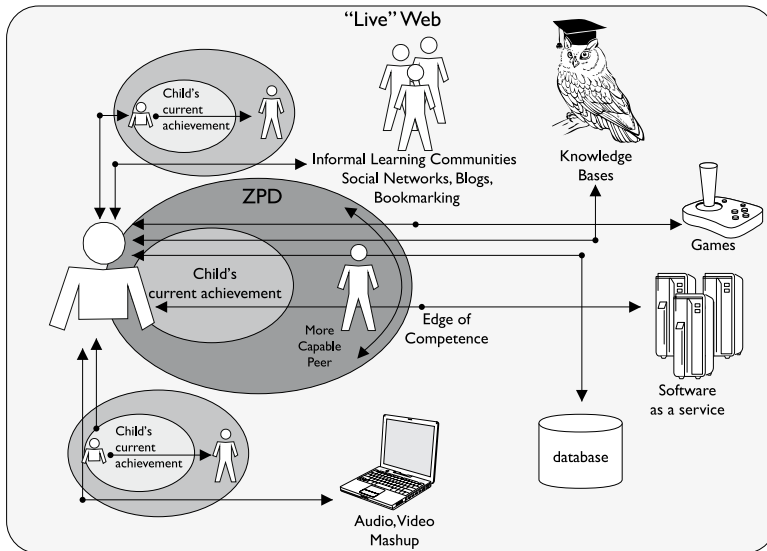 “Live” Web
Child's
current
achievement
Informal Learning Communities
Social Networks, Blogs,
Bookmarking
Knowledge
Bases
ZPD
Games
Child's
current achievement
More
Capable
Peer
Edge of
Competence
Software
as a service
Child's
current
achievement
database
Audio, Video
Mashup